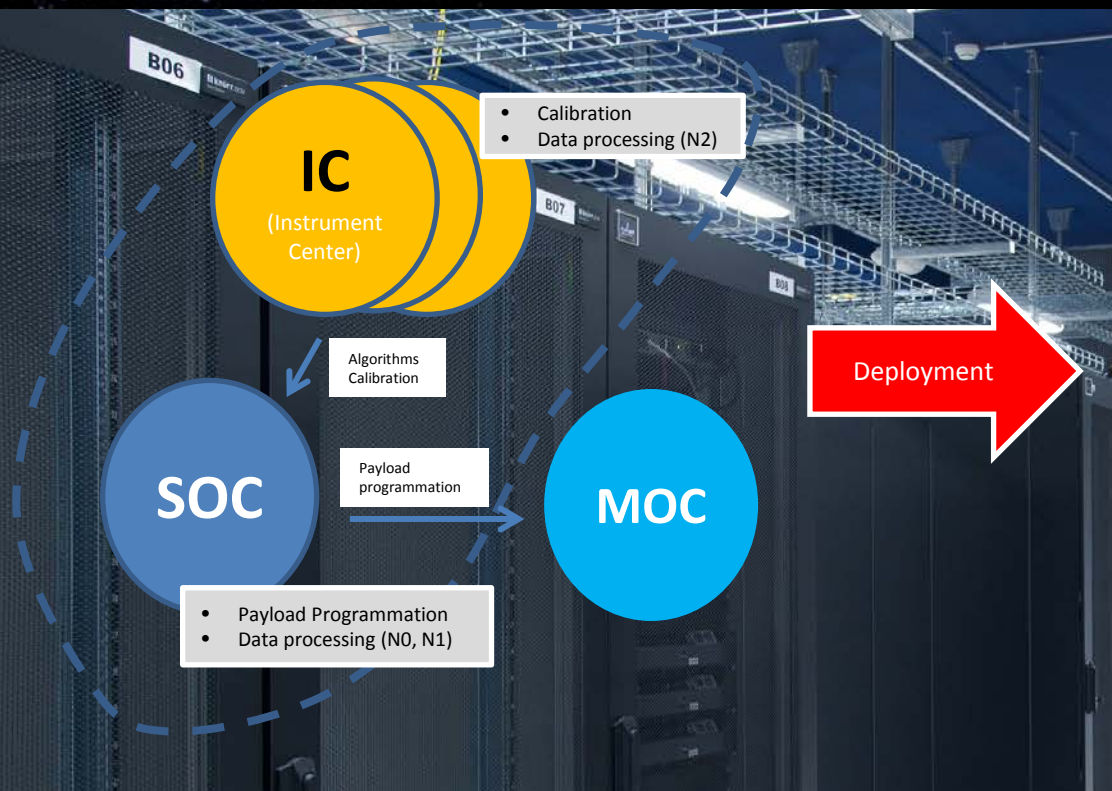 B06
• Calibration
• Data processing (N2)
IC
(Instrument
Center)
B07
B08
Algorithms
Calibration
Deployment
Payload
programmation
SOC
MOC
• Payload Programmation
• Data processing (N0, N1)